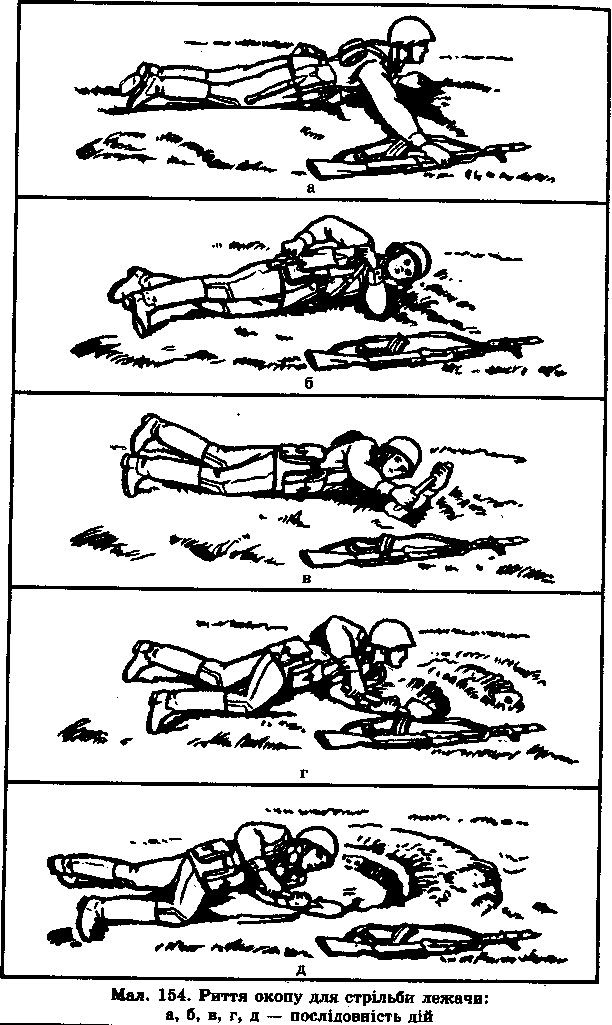 а
б
в
г
д
Мал. 154. Риття окопу для стрільби лежачи:
а, б, в, г, д — послідовність дій